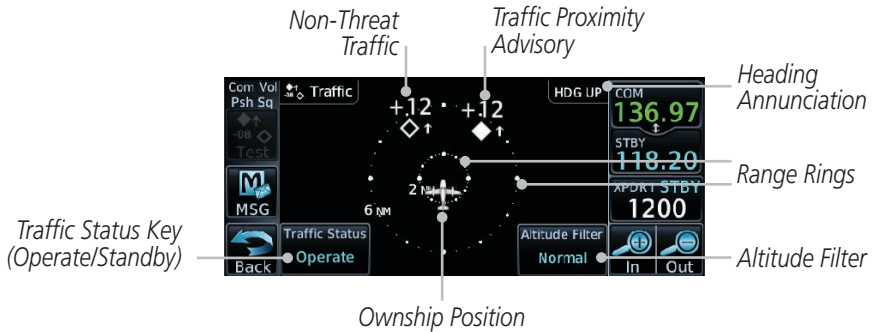 Non-Threat
Traffic
Traffic Proximity
Advisory
Heading
Annunciation
Com Vol
Psh Sq
-08
Test
MSG
Back
-18 Traffic
+.12
+.12
HDG UP
COM
136.97
STBY
118.20
XPDR1 STBY
1200
2 NM
6 NM
Range Rings
Traffic Status Key
(Operate/Standby)
Traffic Status
Operate
Altitude Filter
Normal
In
Out
Altitude Filter
Ownship Position